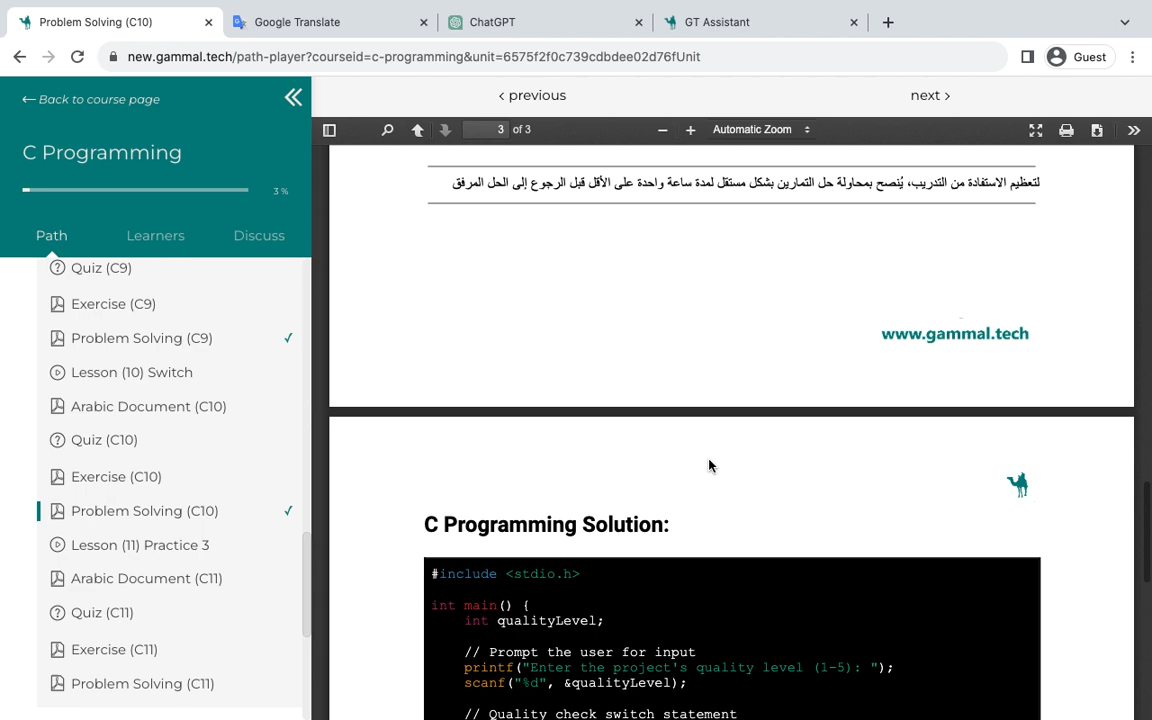 Problem Solving (C10)
Google Translate
ChatGPT
GT Assistant
new.gammal.tech/path-player?courseid=c-programming&unit=6575f2f0c739cdbdee02d76fUnit
Guest
Back to course page
C Programming
3 %
Path
Learners
Discuss
Quiz (C9)
Exercise (C9)
Problem Solving (C9)
Lesson (10) Switch
Arabic Document (C10)
Quiz (C10)
Exercise (C10)
Problem Solving (C10)
Lesson (11) Practice 3
Arabic Document (C11)
Quiz (C11)
Exercise (C11)
Problem Solving (C11)
‹ previous
next ›
3 of 3
Automatic Zoom
لتعظيم الاستفادة من التدريب، يُنصح بمحاولة حل التمارين بشكل مستقل لمدة ساعة واحدة على الأقل قبل الرجوع إلى الحل المرفق
www.gammal.tech
C Programming Solution:
#include <stdio.h>
int main() {
int qualityLevel;
// Prompt the user for input
printf("Enter the project's quality level (1-5): ");
scanf("%d", &qualityLevel);
// Quality check switch statement